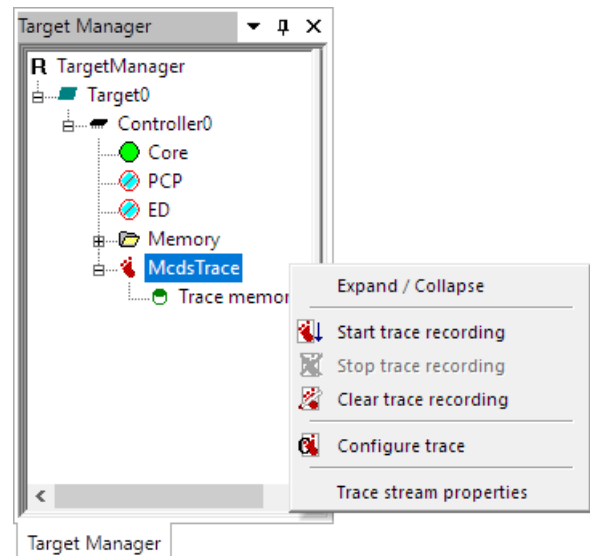 Target Manager
R TargetManager
Target0
Controller0
Core
PCP
ED
Memory
McdsTrace
Trace memor
Expand / Collapse
Start trace recording
Stop trace recording
Clear trace recording
Configure trace
Trace stream properties
Target Manager